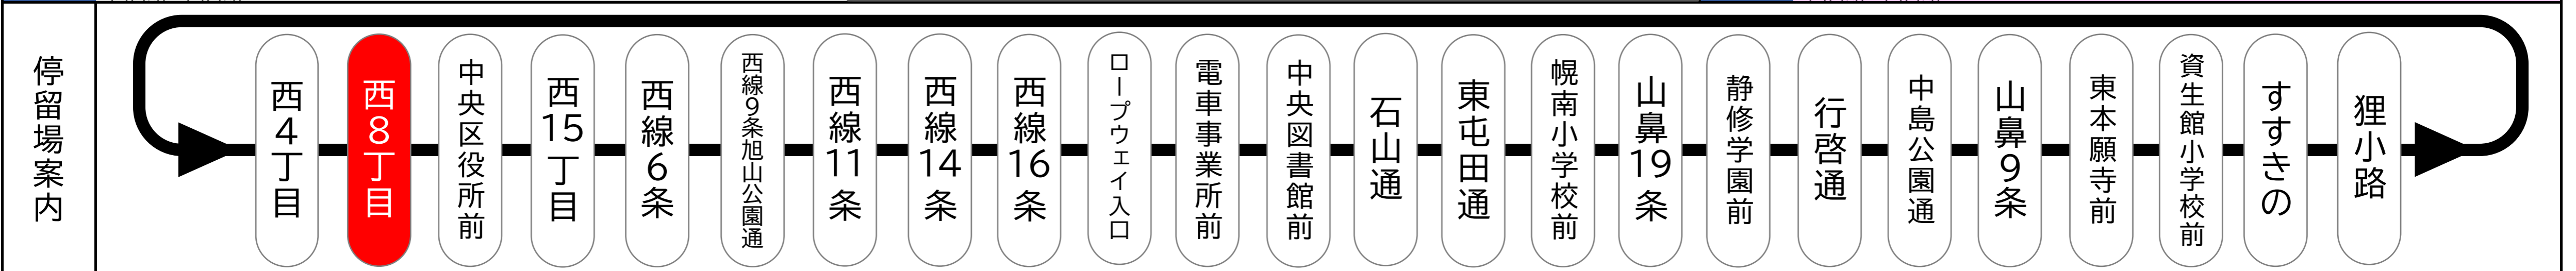 停留場案内
西4丁目
西8丁目
中央区役所前
西15丁目
西線6条
西線9条旭山公園通
西線11条
西線14条
西線16条
ロープウェイ入口
電車事業所前
中央図書館前
石山通
東屯田通
幌南小学校前
山鼻19条
静修学園前
行啓通
中島公園通
山鼻9条
東本願寺前
資生館小学校前
すすきの
狸小路